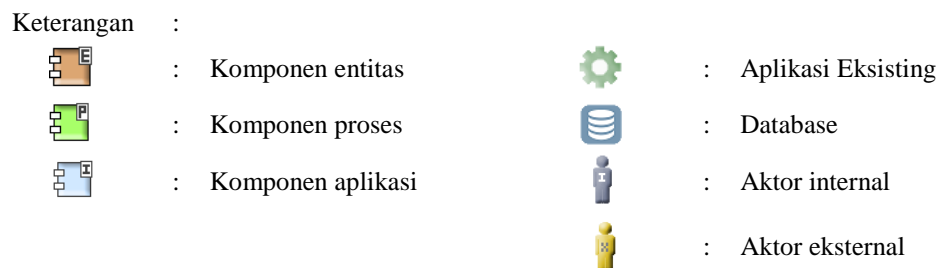 Keterangan :
E : Komponen entitas : Aplikasi Eksisting
P : Komponen proses : Database
I : Komponen aplikasi I : Aktor internal
: Aktor eksternal